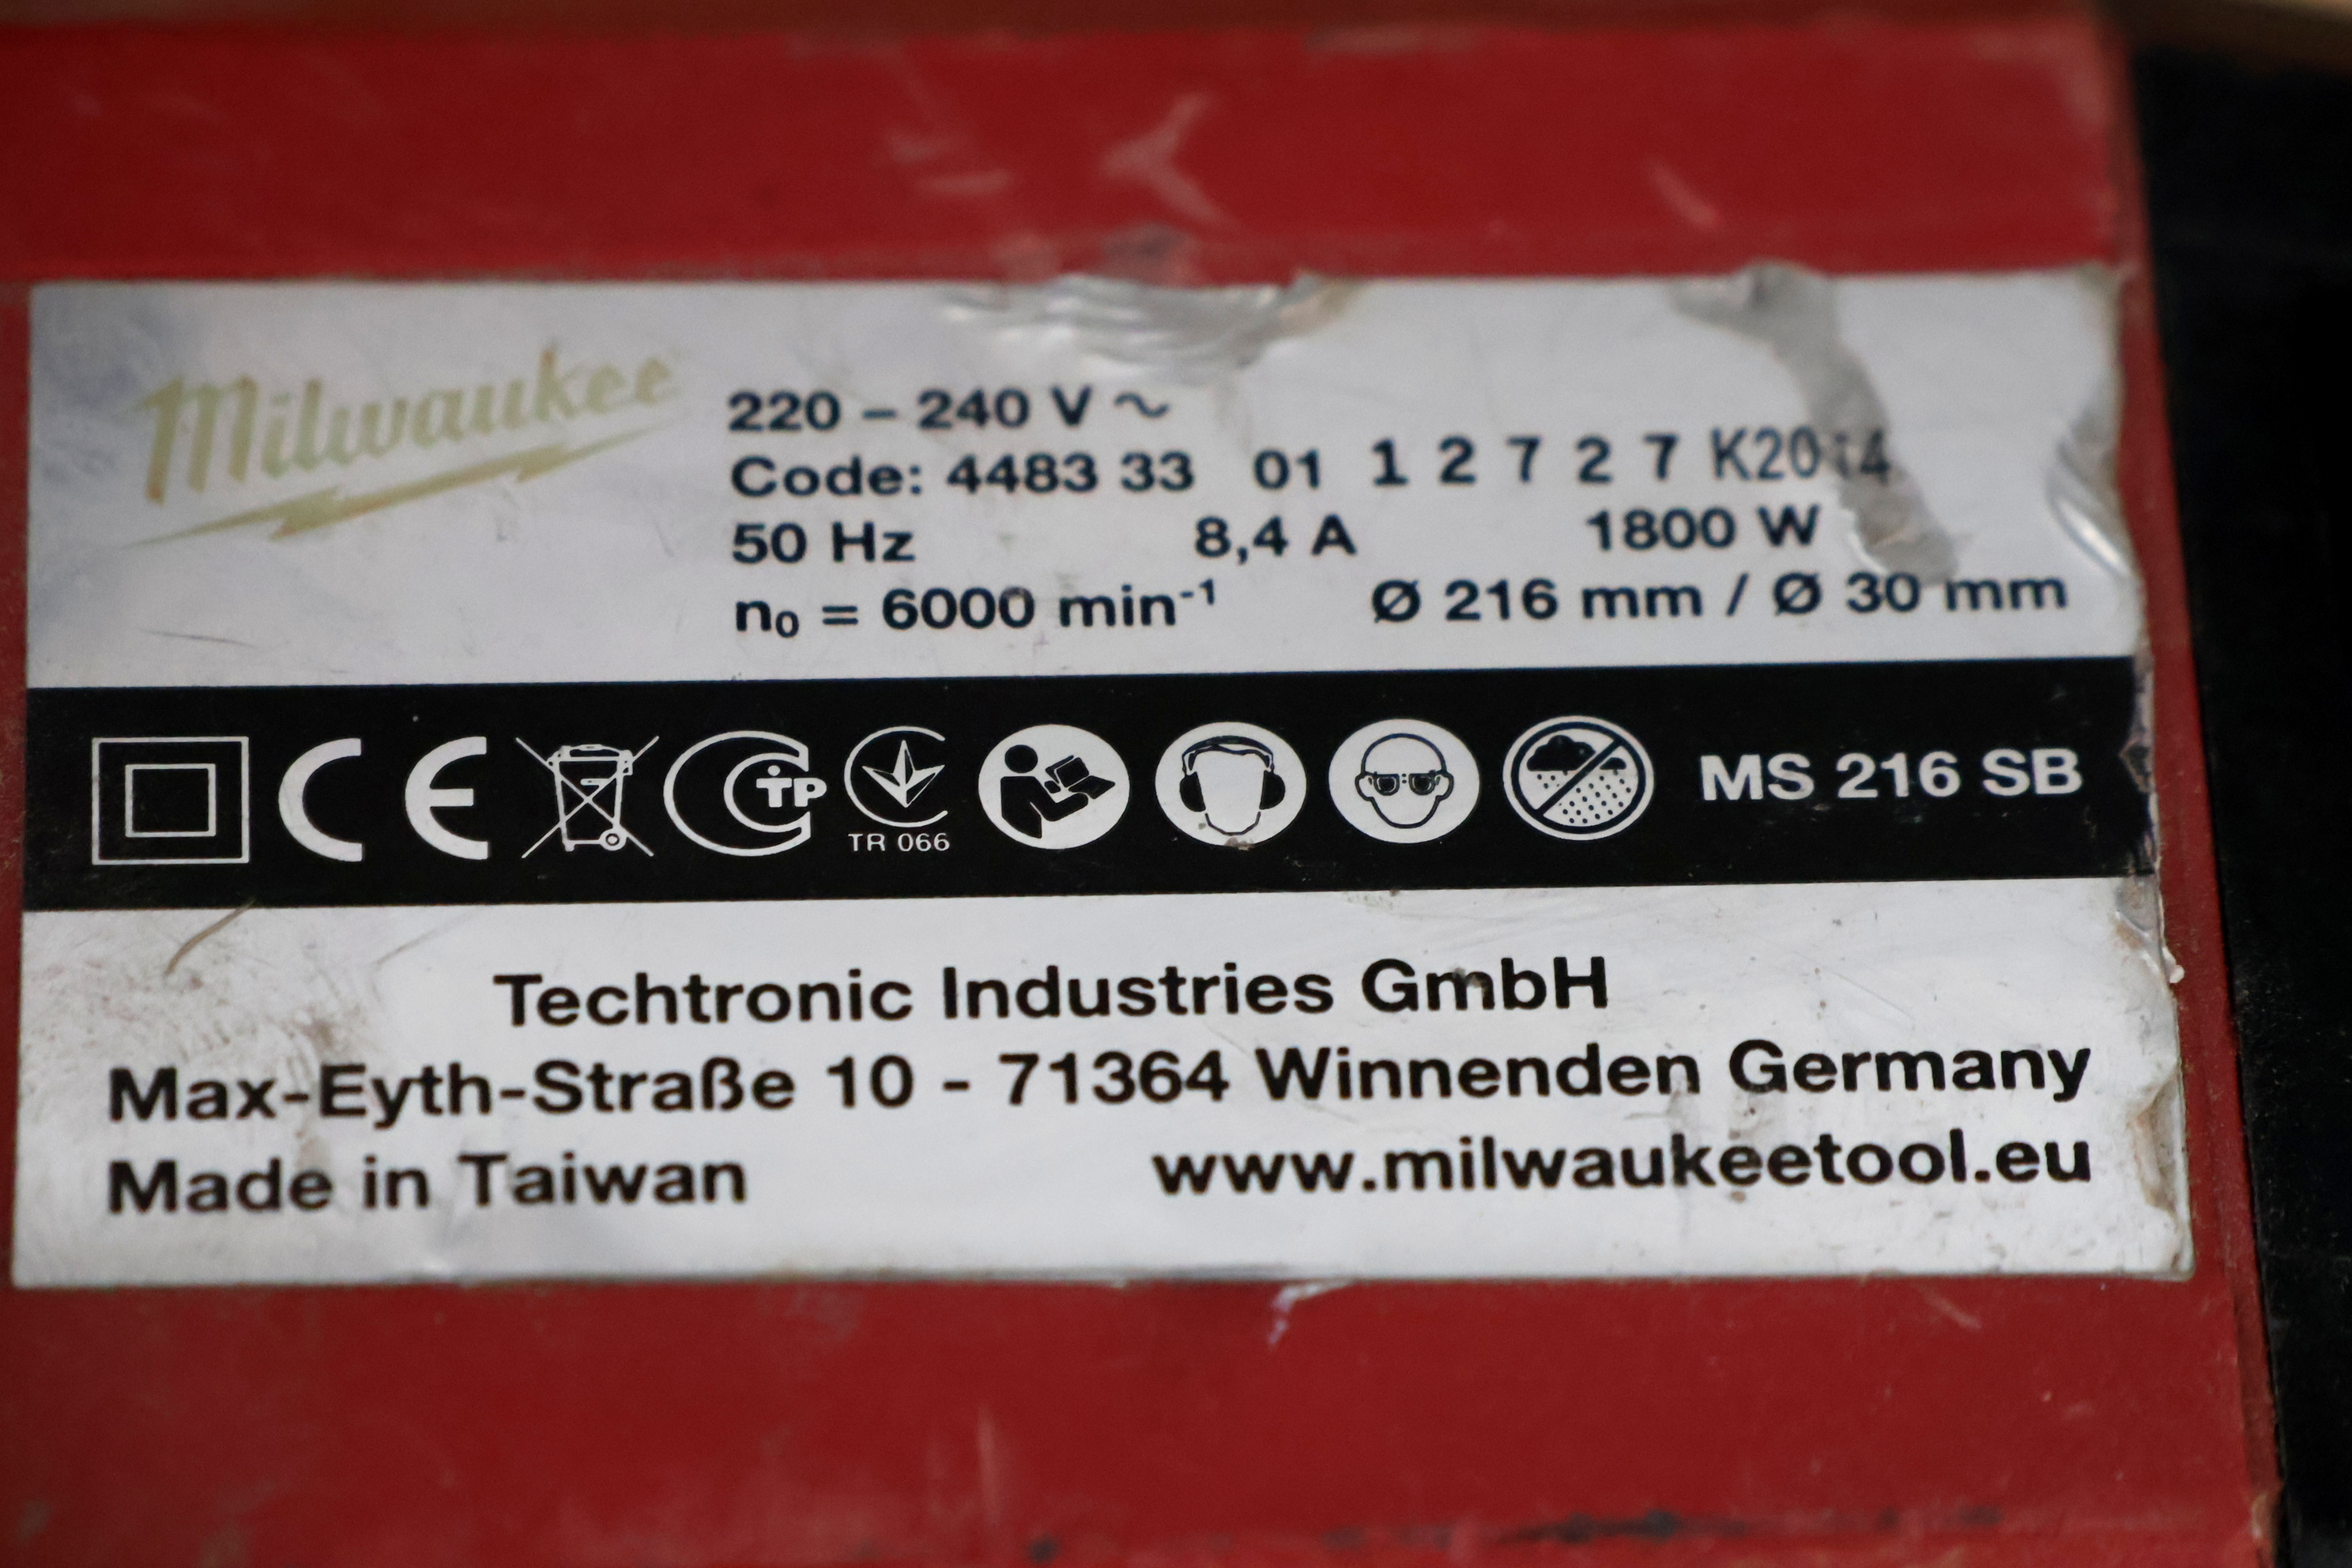 Milwaukee
220 – 240 V ~
Code: 4483 33 01 1 2 7 2 7 K2014
50 Hz 8,4 A 1800 W
n₀ = 6000 min⁻¹ Ø 216 mm / Ø 30 mm
CE TP TR 066 MS 216 SB
Techtronic Industries GmbH
Max-Eyth-Straße 10 - 71364 Winnenden Germany
Made in Taiwan www.milwaukeetool.eu